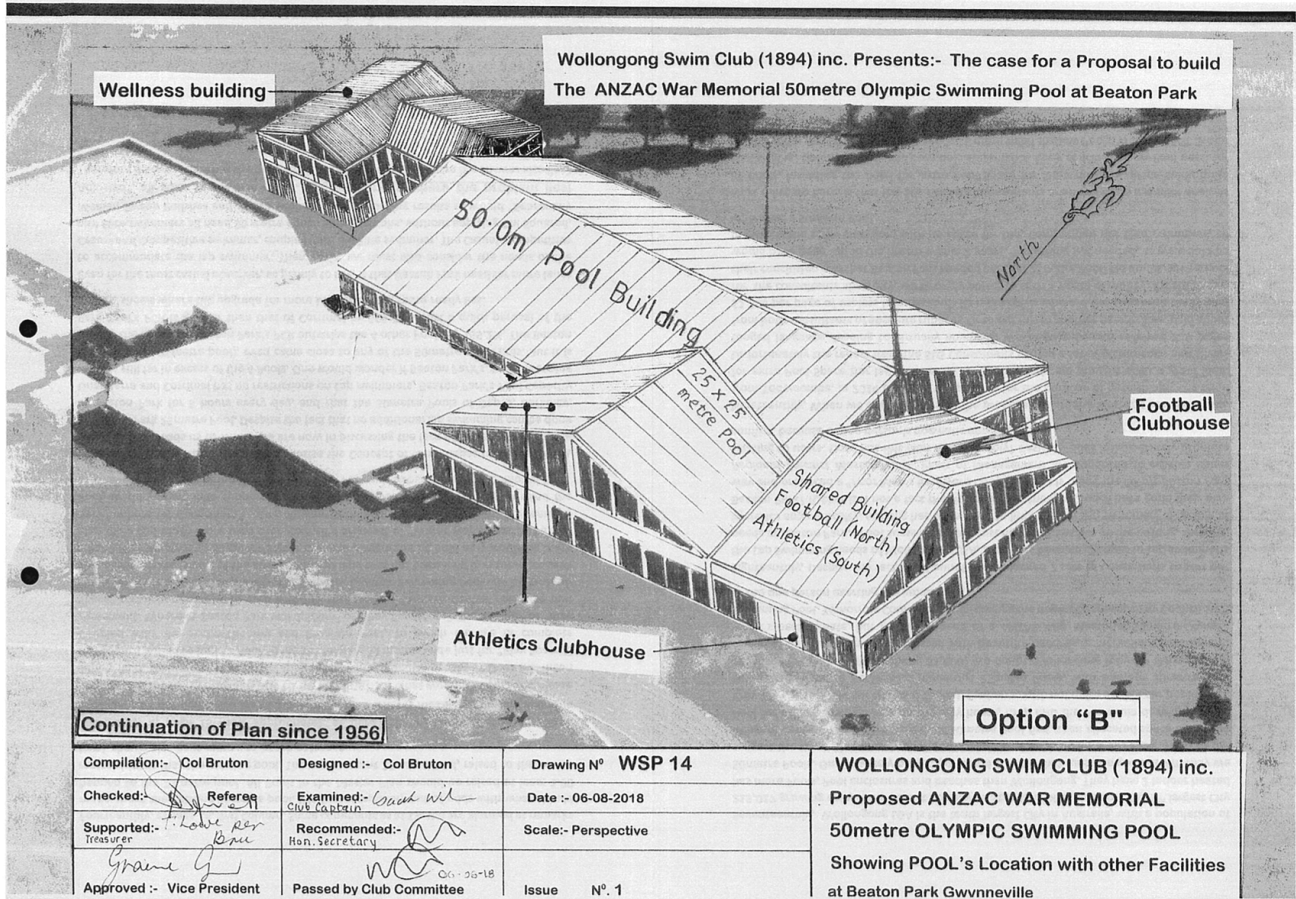 Wollongong Swim Club (1894) inc. Presents:- The case for a Proposal to build
The ANZAC War Memorial 50metre Olympic Swimming Pool at Beaton Park
Wellness building
North
50.0m Pool Building
25 x 25
metre Pool
Football
Clubhouse
Shared Building
Football (North)
Athletics (South)
Athletics Clubhouse
Continuation of Plan since 1956
Option "B"
Compilation:- Col Bruton
Designed :- Col Bruton
Drawing Nº WSP 14
Checked:- Referee
Examined:-
Club Captain
Date :- 06-08-2018
Supported:-
Treasurer
Recommended:-
Hon. Secretary
Scale:- Perspective
Graeme
06-06-18
Approved :- Vice President
Passed by Club Committee
Issue Nº. 1
WOLLONGONG SWIM CLUB (1894) inc.
Proposed ANZAC WAR MEMORIAL
50metre OLYMPIC SWIMMING POOL
Showing POOL's Location with other Facilities
at Beaton Park Gwynneville